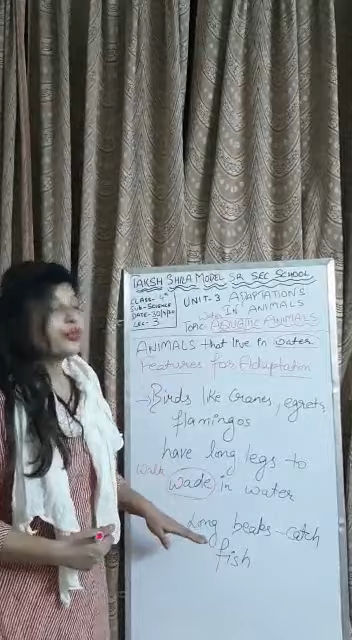 TAKSH SHILA MODEL SR. SEC SCHOOL
CLASS- 4th
Sub-Science
LEC- 3
UNIT-3 ADAPTATIONS
IN ANIMALS
Topic AQUATIC ANIMALS
ANIMALS that live in water
Features for Adaptation
→Birds like Cranes, egrets,
flamingos
have long legs to
walk
wade in water
Long beaks - catch
fish